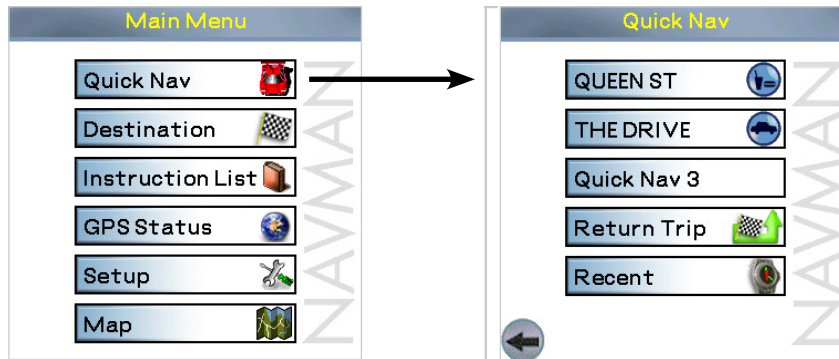 Main Menu
Quick Nav
Destination
Instruction List
GPS Status
Setup
Map
NAVMAN
Quick Nav
QUEEN ST
THE DRIVE
Quick Nav 3
Return Trip
Recent
NAVMAN